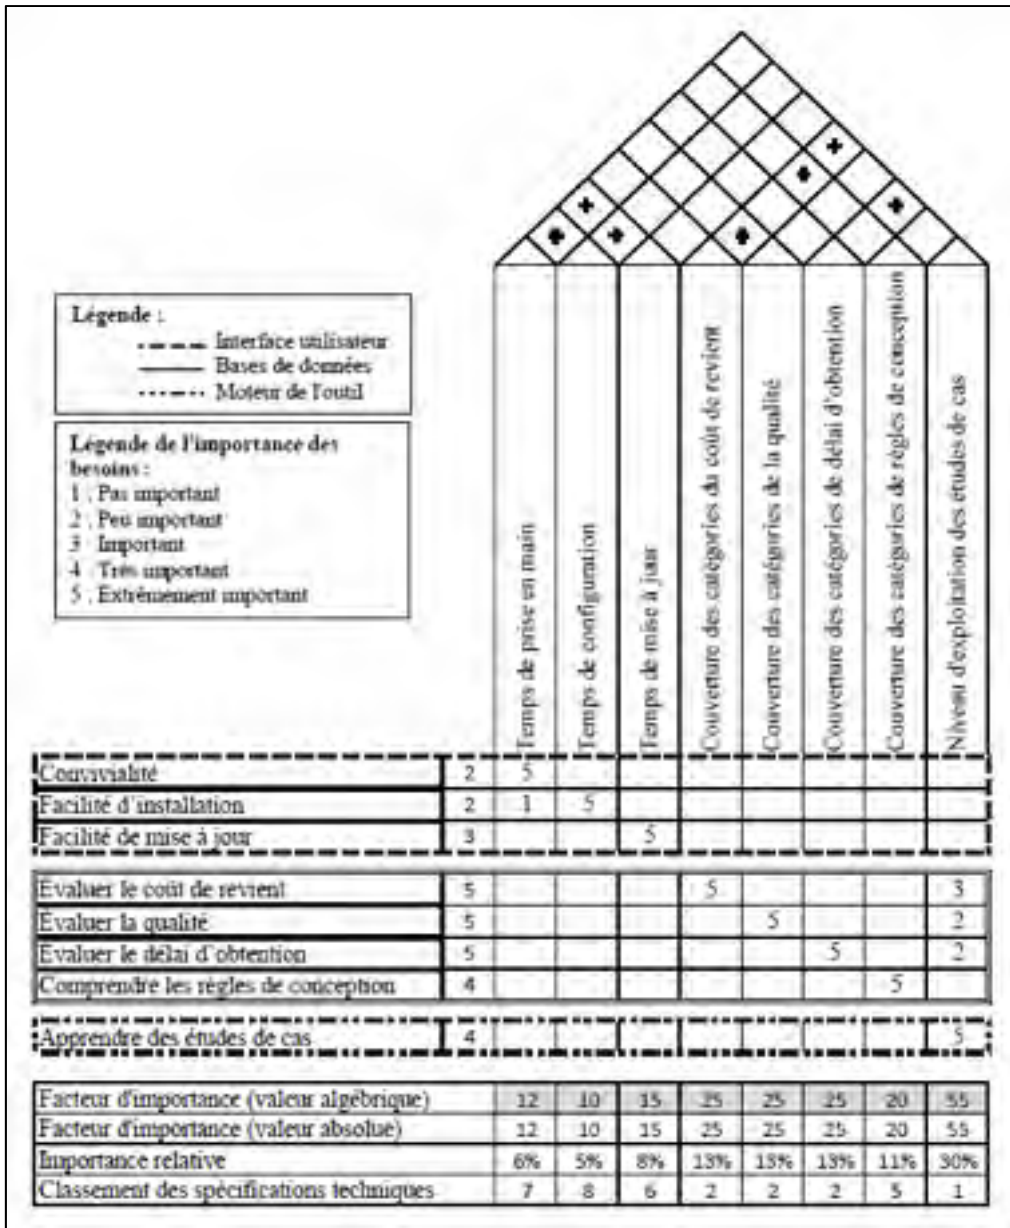 Légende :
Interface utilisateur
Bases de données
Moteur de l'outil
Légende de l'importance des
besoins :
1 : Pas important
2 : Peu important
3 : Important
4 : Très important
5 : Extrêmement important
Temps de prise en main
Temps de configuration
Temps de mise à jour
Couverture des catégories du coût de revient
Couverture des catégories de la qualité
Couverture des catégories de délai d'obtention
Couverture des catégories de règles de conception
Niveau d'exploitation des études de cas
Convivialité 2 5
Facilité d'installation 2 1 5
Facilité de mise à jour 3 5
Évaluer le coût de revient 5 5 3
Évaluer la qualité 5 5 2
Evaluer le délai d'obtention 5 5 2
Comprendre les règles de conception 4 5
Apprendre des études de cas 4 5
Facteur d'importance (valeur algébrique) 12 10 15 25 25 25 20 55
Facteur d'importance (valeur absolue) 12 10 15 25 25 25 20 55
Importance relative 6% 5% 8% 13% 13% 13% 11% 30%
Classement des spécifications techniques 7 8 6 2 2 2 5 1